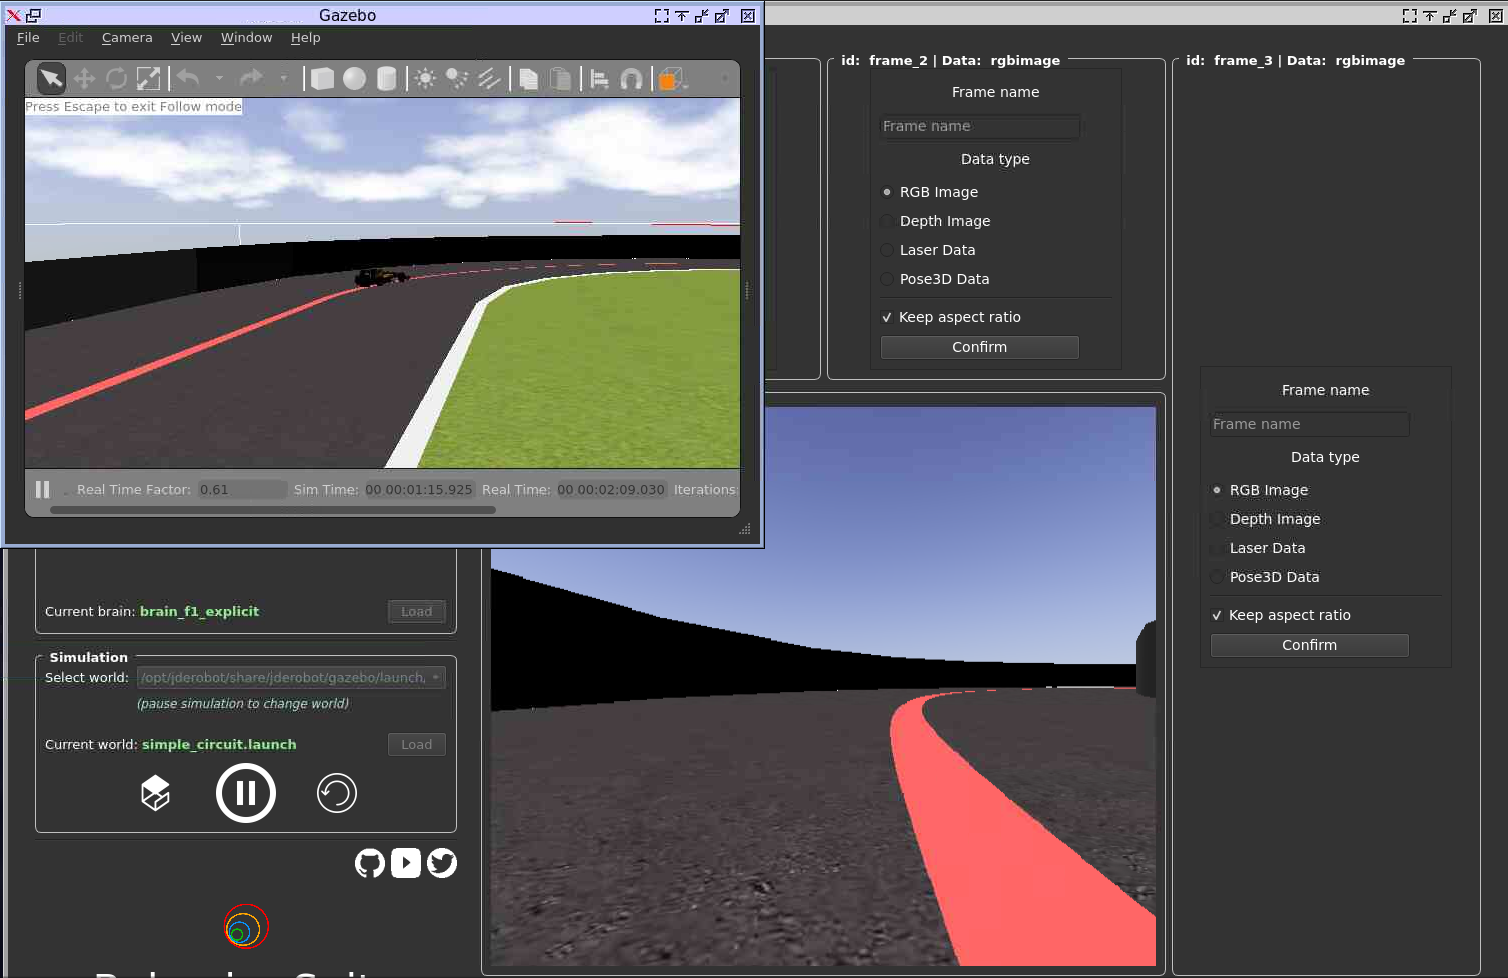 Gazebo
File Edit Camera View Window Help
Press Escape to exit Follow mode
Real Time Factor: 0.61 Sim Time: 00 00:01:15.925 Real Time: 00 00:02:09.030 Iterations:
id: frame_2 | Data: rgbimage
Frame name
Frame name
Data type
RGB Image
Depth Image
Laser Data
Pose3D Data
Keep aspect ratio
Confirm
id: frame_3 | Data: rgbimage
Frame name
Frame name
Data type
RGB Image
Depth Image
Laser Data
Pose3D Data
Keep aspect ratio
Confirm
Current brain: brain_f1_explicit
Load
Simulation
Select world: /opt/jderobot/share/jderobot/gazebo/launch,
(pause simulation to change world)
Current world: simple_circuit.launch
Load